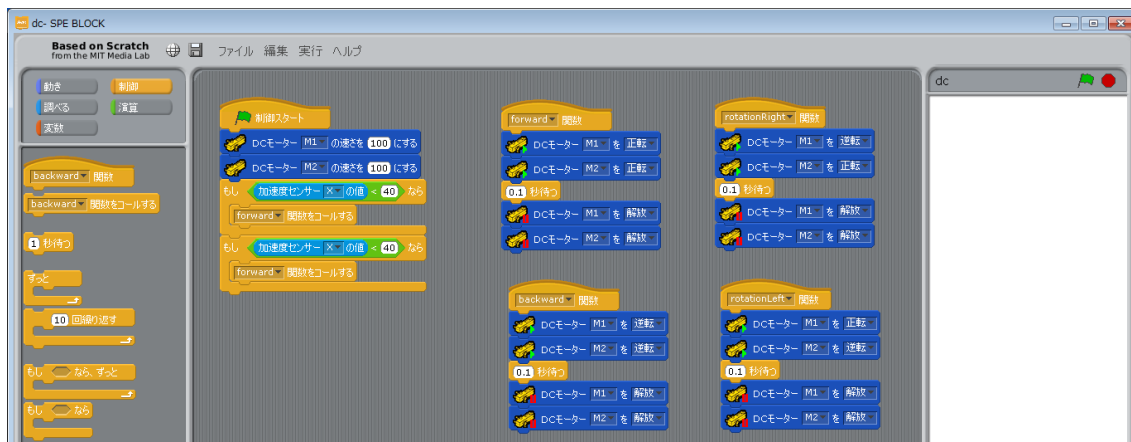 dc- SPE BLOCK
Based on Scratch
from the MIT Media Lab
ファイル 編集 実行 ヘルプ
動き 制御
調べる 演算
変数
backward 関数
backward 関数をコールする
1 秒待つ
ずっと
10 回繰り返す
もし なら、ずっと
もし なら
制御スタート
DCモーター M1 の速さを 100 にする
DCモーター M2 の速さを 100 にする
もし 加速度センサー X の値 < 40 なら
forward 関数をコールする
もし 加速度センサー X の値 < 40 なら
forward 関数をコールする
forward 関数
DCモーター M1 を 正転
DCモーター M2 を 正転
0.1 秒待つ
DCモーター M1 を 解放
DCモーター M2 を 解放
rotationRight 関数
DCモーター M1 を 逆転
DCモーター M2 を 正転
0.1 秒待つ
DCモーター M1 を 解放
DCモーター M2 を 解放
backward 関数
DCモーター M1 を 逆転
DCモーター M2 を 逆転
0.1 秒待つ
DCモーター M1 を 解放
DCモーター M2 を 解放
rotationLeft 関数
DCモーター M1 を 正転
DCモーター M2 を 逆転
0.1 秒待つ
DCモーター M1 を 解放
DCモーター M2 を 解放
dc